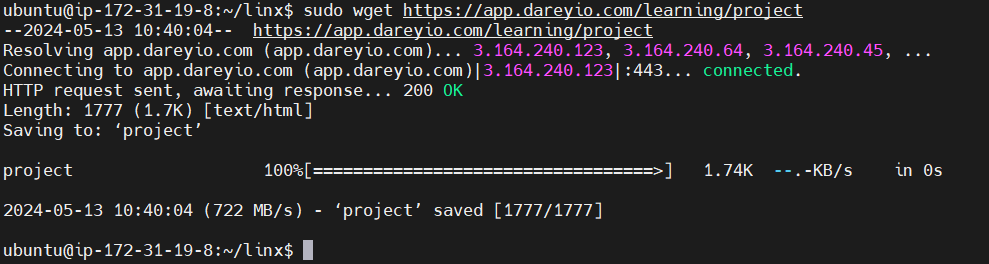 ubuntu@ip-172-31-19-8:~/linx$ sudo wget https://app.dareyio.com/learning/project
--2024-05-13 10:40:04--  https://app.dareyio.com/learning/project
Resolving app.dareyio.com (app.dareyio.com)... 3.164.240.123, 3.164.240.64, 3.164.240.45, ...
Connecting to app.dareyio.com (app.dareyio.com)|3.164.240.123|:443... connected.
HTTP request sent, awaiting response... 200 OK
Length: 1777 (1.7K) [text/html]
Saving to: ‘project’
project                   100%[==================================>]   1.74K  --.-KB/s    in 0s
2024-05-13 10:40:04 (722 MB/s) - ‘project’ saved [1777/1777]
ubuntu@ip-172-31-19-8:~/linx$